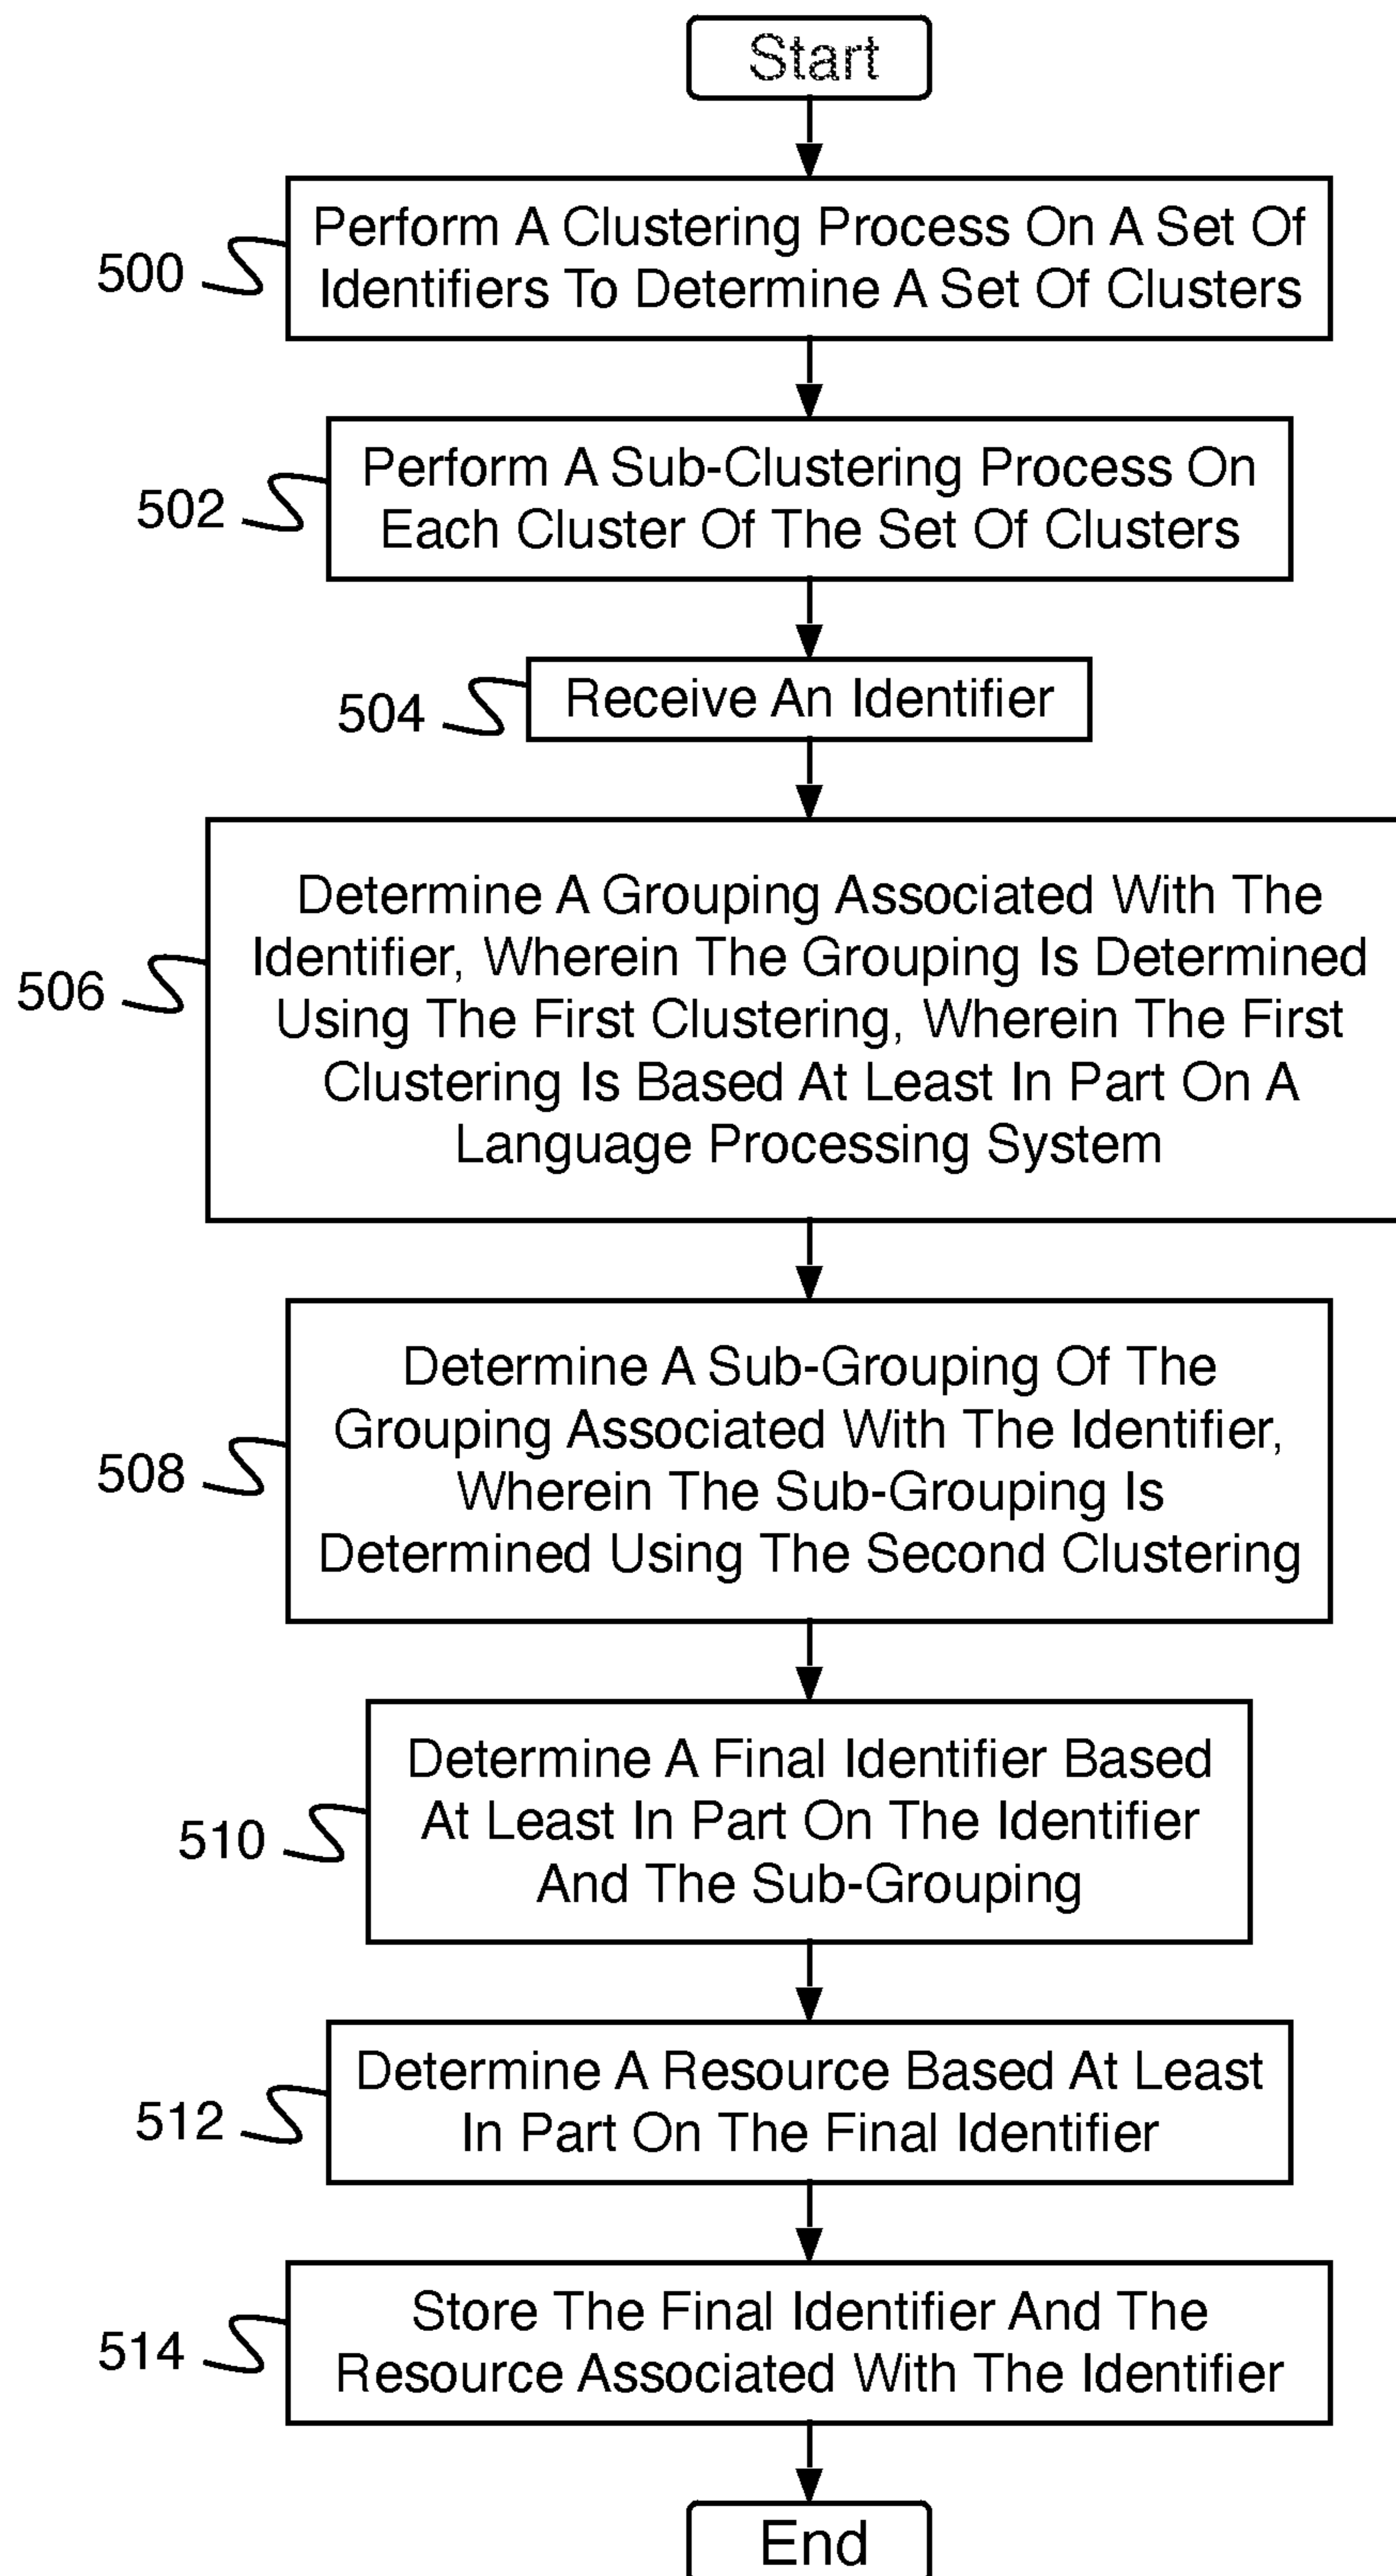 Start
Perform A Clustering Process On A Set Of
Identifiers To Determine A Set Of Clusters
500
Perform A Sub-Clustering Process On
Each Cluster Of The Set Of Clusters
502
Receive An Identifier
504
Determine A Grouping Associated With The
Identifier, Wherein The Grouping Is Determined
Using The First Clustering, Wherein The First
Clustering Is Based At Least In Part On A
Language Processing System
506
Determine A Sub-Grouping Of The
Grouping Associated With The Identifier,
Wherein The Sub-Grouping Is
Determined Using The Second Clustering
508
Determine A Final Identifier Based
At Least In Part On The Identifier
And The Sub-Grouping
510
Determine A Resource Based At Least
In Part On The Final Identifier
512
Store The Final Identifier And The
Resource Associated With The Identifier
514
End